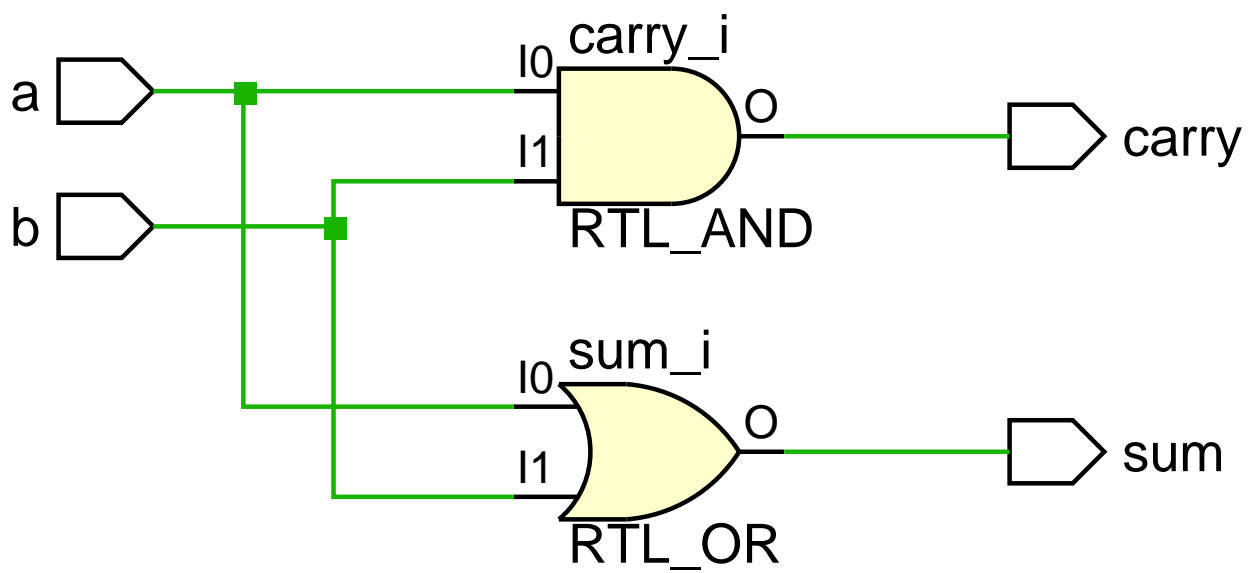 carry_i
I0
a
O
I1
carry
b
RTL_AND
sum_i
I0
O
I1
sum
RTL_OR